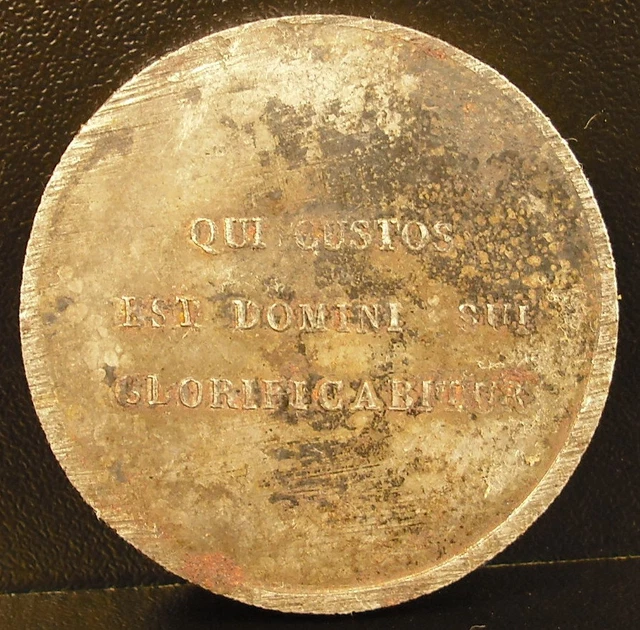 QUI CUSTOS
EST DOMINI SUI
GLORIFICABITUR